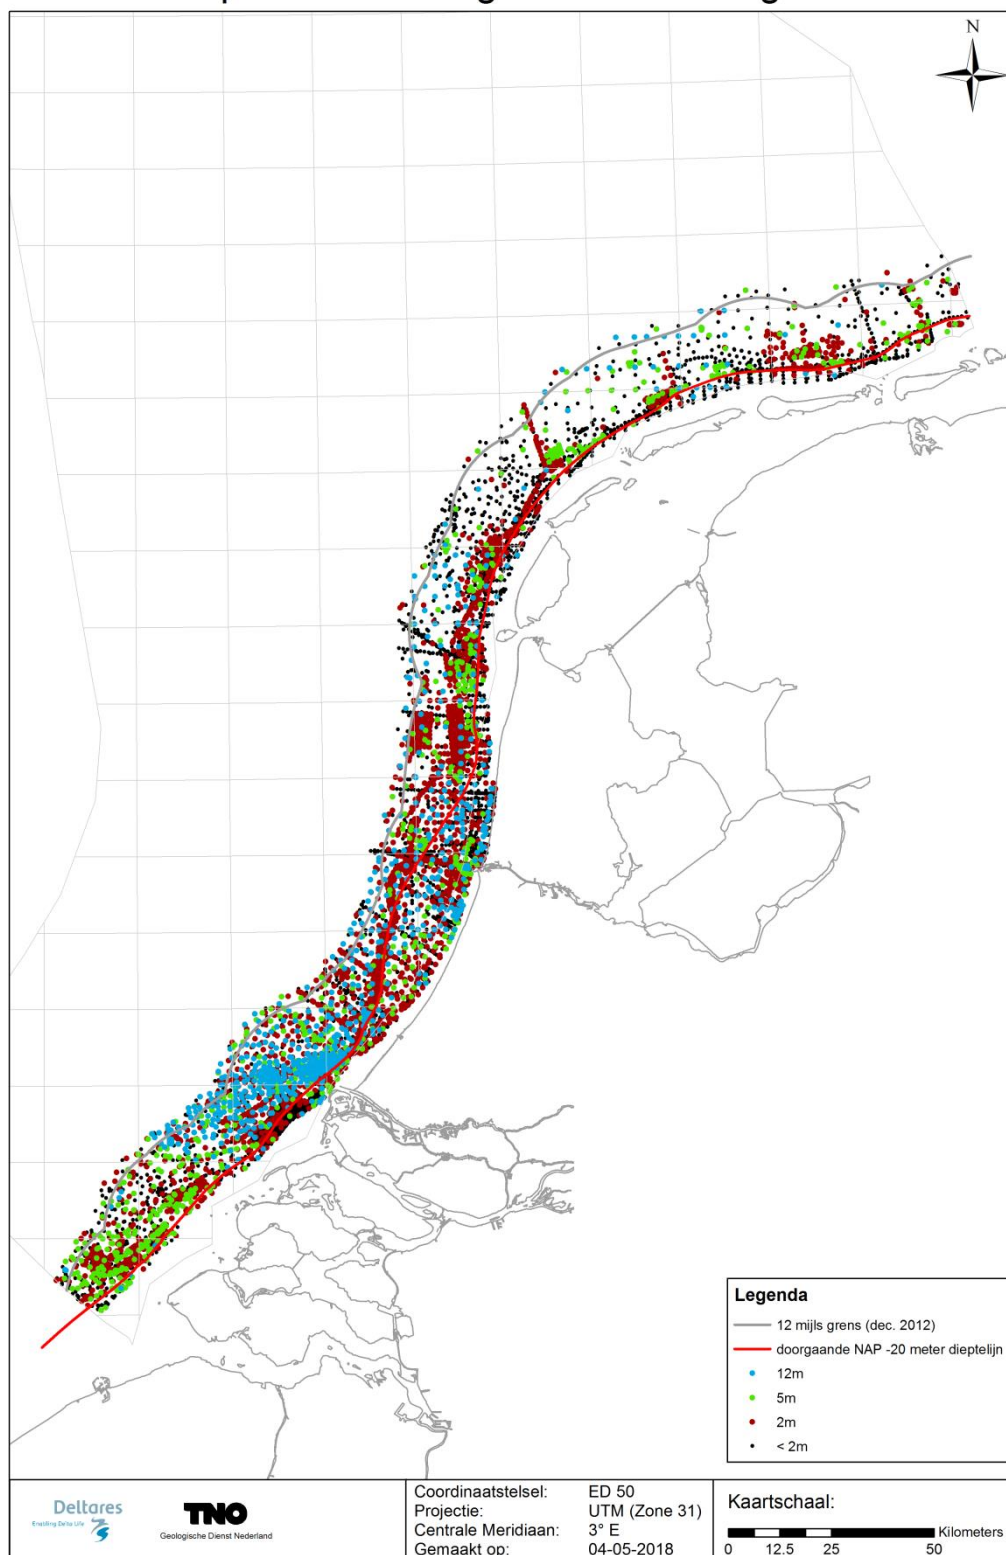 N
Legenda
12 mijls grens (dec. 2012)
doorgaande NAP -20 meter dieptelijn
12m
5m
2m
< 2m
Deltares
Enabling Delta Life
TNO
Geologische Dienst Nederland
Coordinaatstelsel: ED 50
Projectie: UTM (Zone 31)
Centrale Meridiaan: 3° E
Gemaakt op: 04-05-2018
Kaartschaal:
Kilometers
0 12.5 25 50